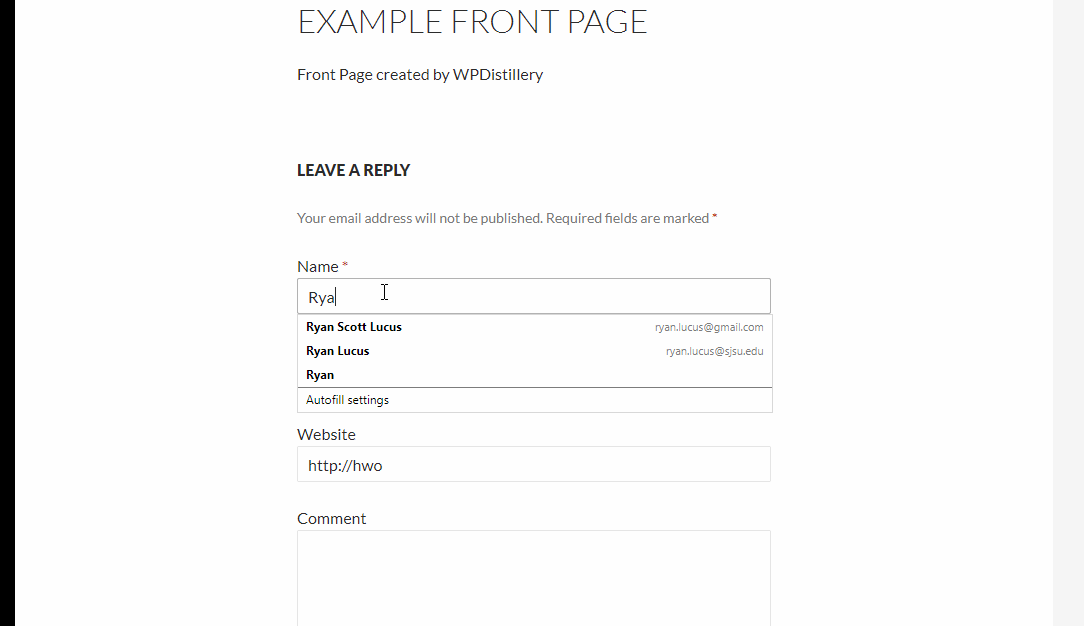 EXAMPLE FRONT PAGE
Front Page created by WPDistillery
LEAVE A REPLY
Your email address will not be published. Required fields are marked *
Name *
Rya
Ryan Scott Lucus ryan.lucus@gmail.com
Ryan Lucus ryan.lucus@sjsu.edu
Ryan
Autofill settings
Website
http://hwo
Comment